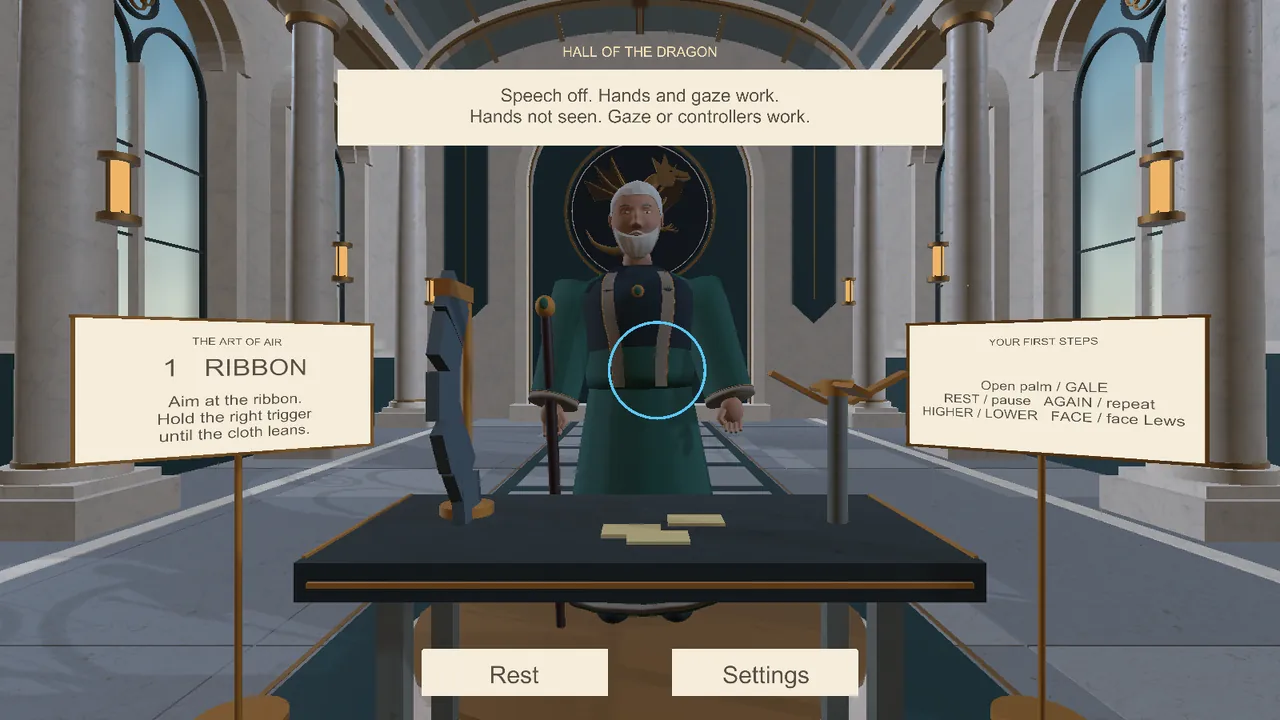 HALL OF THE DRAGON
Speech off. Hands and gaze work.
Hands not seen. Gaze or controllers work.
THE ART OF AIR
1 RIBBON
Aim at the ribbon.
Hold the right trigger
until the cloth leans.
YOUR FIRST STEPS
Open palm / GALE
REST / pause AGAIN / repeat
HIGHER / LOWER FACE / face Lews
Rest
Settings